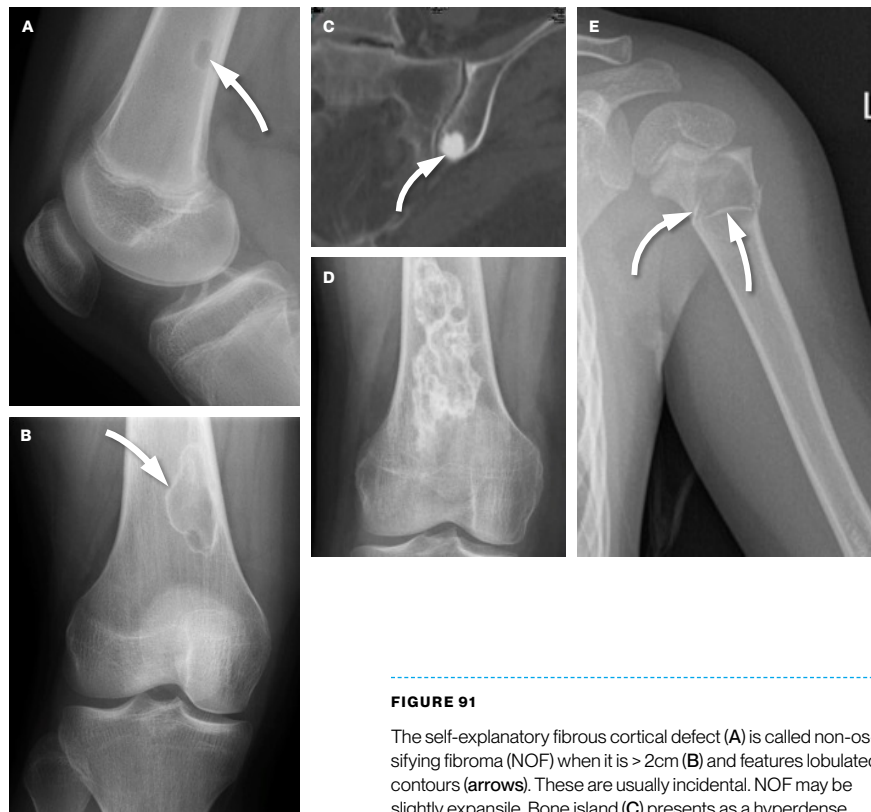 A
C
E
L
D
B
FIGURE 91
The self-explanatory fibrous cortical defect (A) is called non-os-
sifying fibroma (NOF) when it is > 2cm (B) and features lobulated
contours (arrows). These are usually incidental. NOF may be
slightly expansile. Bone island (C) presents as a hyperdense